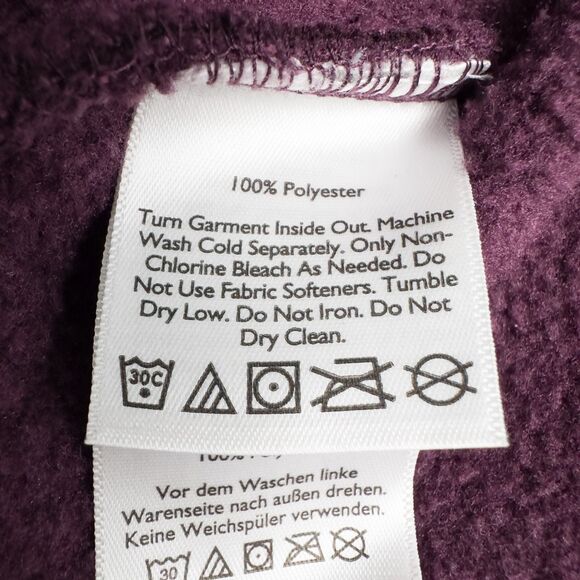 100% Polyester
Turn Garment Inside Out. Machine
Wash Cold Separately. Only Non-
Chlorine Bleach As Needed. Do
Not Use Fabric Softeners. Tumble
Dry Low. Do Not Iron. Do Not
Dry Clean.
30C
100%
Vor dem Waschen linke
Warenseite nach außen drehen.
Keine Weichspüler verwenden.
30